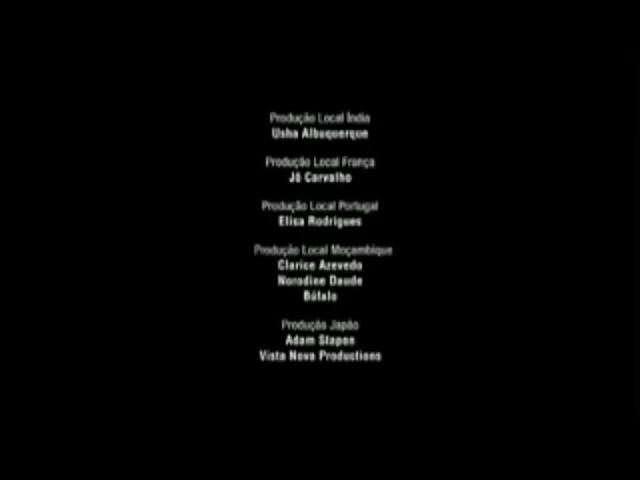 Produção Local Índia
Usha Albuquerque
Produção Local França
Jô Carvalho
Produção Local Portugal
Elisa Rodrigues
Produção Local Moçambique
Clarice Azevedo
Norodine Daude
Búfalo
Produção Japão
Adam Stapen
Vista Nova Productions